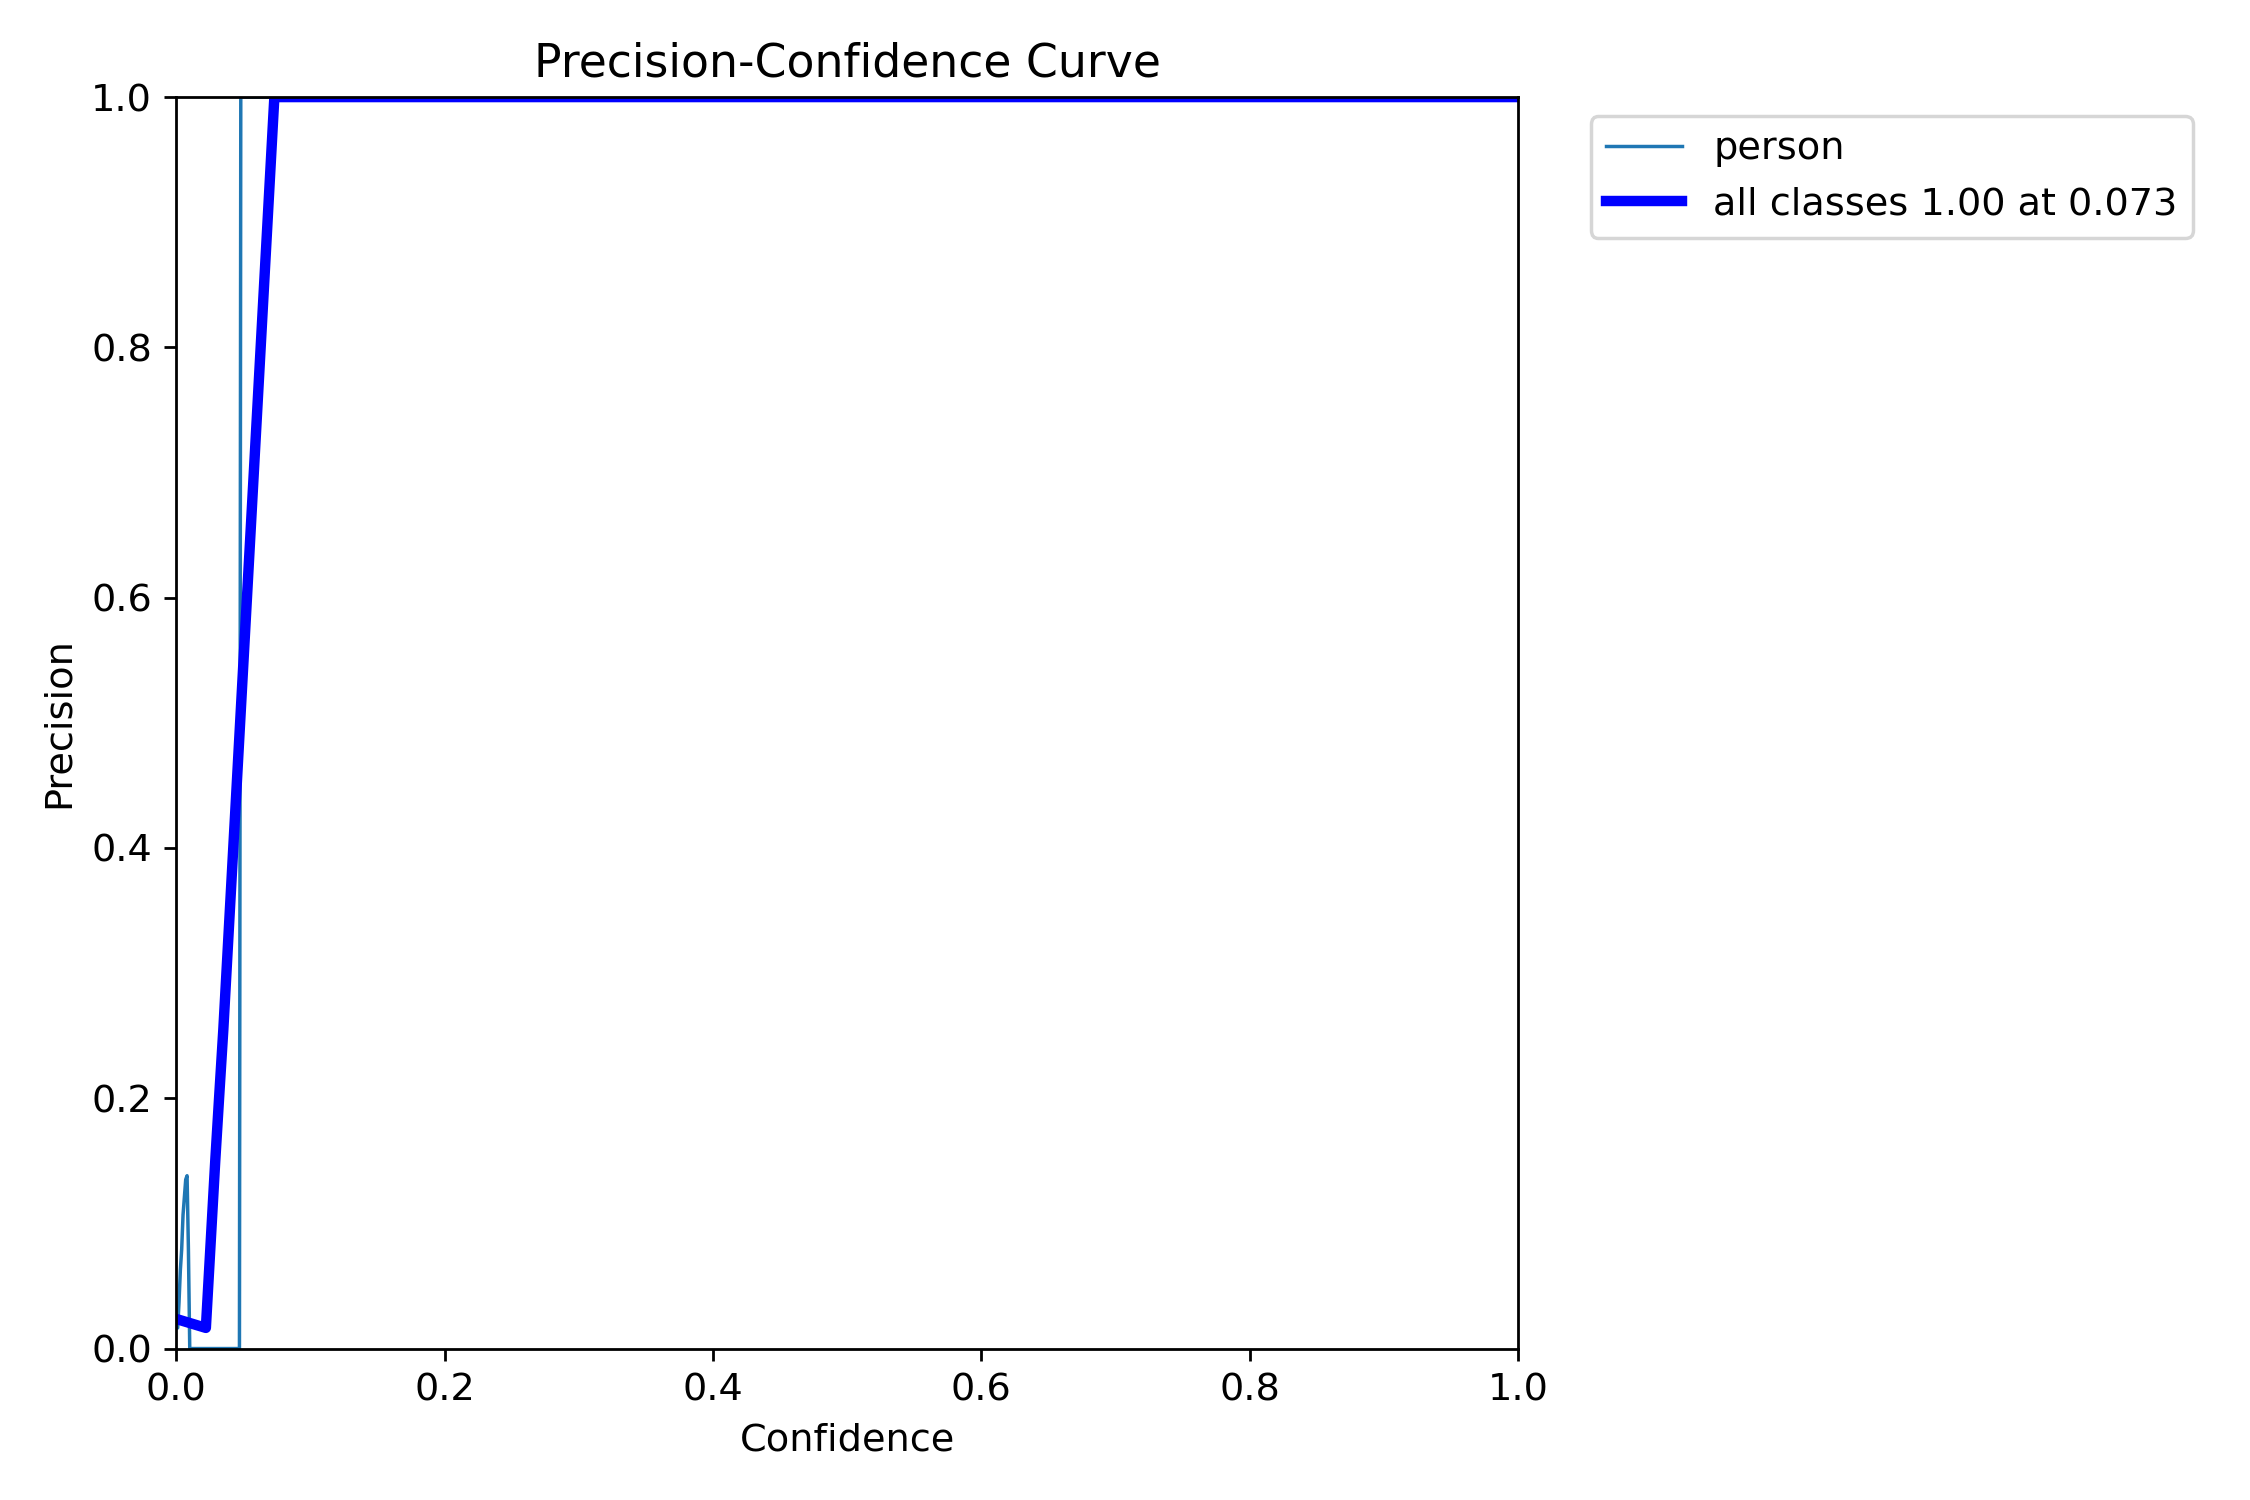 Precision-Confidence Curve
1.0
0.8
0.6
0.4
0.2
0.0
Precision
0.0 0.2 0.4 0.6 0.8 1.0
Confidence
person
all classes 1.00 at 0.073